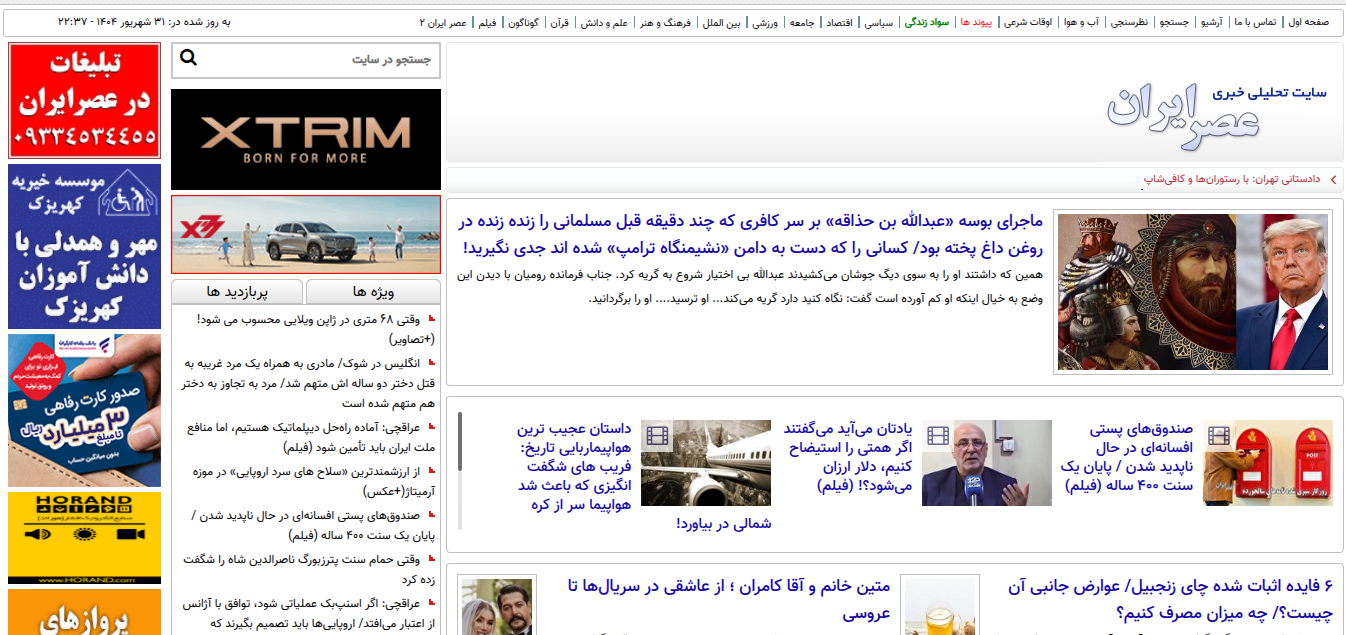 صفحه اول | تماس با ما | آرشیو | جستجو | نظرسنجی | آب و هوا | اوقات شرعی | پیوند ها | سواد زندگی | سیاسی | اقتصاد | جامعه | ورزشی | بین الملل | فرهنگ و هنر | علم و دانش | قرآن | گوناگون | فیلم | عصر ایران ۲
به روز شده در: ۳۱ شهریور ۱۴۰۴ - ۲۲:۳۷
سایت تحلیلی خبری
عصر ایران
دادستانی تهران: با رستوران‌ها و کافی‌شاپ
ماجرای بوسه «عبدالله بن حذاقه» بر سر کافری که چند دقیقه قبل مسلمانی را زنده زنده در
روغن داغ پخته بود/ کسانی را که دست به دامن «نشیمنگاه ترامپ» شده اند جدی نگیرید!
همین که داشتند او را به سوی دیگ جوشان می‌کشیدند عبدالله بی اختیار شروع به گریه کرد. جناب فرمانده رومیان با دیدن این
وضع به خیال اینکه او کم آورده است گفت: نگاه کنید دارد گریه می‌کند... او ترسید.... او را برگردانید.
صندوق‌های پستی
افسانه‌ای در حال
ناپدید شدن / پایان یک
سنت ۴۰۰ ساله (فیلم)
POST
یادتان می‌آید می‌گفتند
اگر همتی را استیضاح
کنیم، دلار ارزان
می‌شود؟! (فیلم)
داستان عجیب ترین
هواپیماربایی تاریخ:
فریب های شگفت
انگیزی که باعث شد
هواپیما سر از کره
شمالی در بیاورد!
۶ فایده اثبات شده چای زنجبیل/ عوارض جانبی آن
چیست؟/ چه میزان مصرف کنیم؟
متین خانم و آقا کامران ؛ از عاشقی در سریال‌ها تا
عروسی
جستجو در سایت
XTRIM
BORN FOR MORE
X7
ویژه ها
پربازدید ها
وقتی ۶۸ متری در ژاپن ویلایی محسوب می شود!
(+تصاویر)
انگلیس در شوک/ مادری به همراه یک مرد غریبه به
قتل دختر دو ساله اش متهم شد/ مرد به تجاوز به دختر
هم متهم شده است
عراقچی: آماده راه‌حل دیپلماتیک هستیم، اما منافع
ملت ایران باید تأمین شود (فیلم)
از ارزشمندترین «سلاح های سرد اروپایی» در موزه
آرمیتاژ(+عکس)
صندوق‌های پستی افسانه‌ای در حال ناپدید شدن /
پایان یک سنت ۴۰۰ ساله (فیلم)
وقتی حمام سنت پترزبورگ ناصرالدین شاه را شگفت
زده کرد
عراقچی: اگر اسنپ‌بک عملیاتی شود، توافق با آژانس
از اعتبار می‌افتد/ اروپایی‌ها باید تصمیم بگیرند که
تبلیغات
در عصرایران
۰۹۳۳۴۵۳۴۴۵۵
موسسه خیریه
کهریزک
مهر و همدلی با
دانش آموزان
کهریزک
بانک رفاه کارگران
صدور کارت رفاهی
تا مبلغ ۳ میلیارد ریال
بدون میانگین حساب
HORAND
WWW.HORAND.com
پروازهای